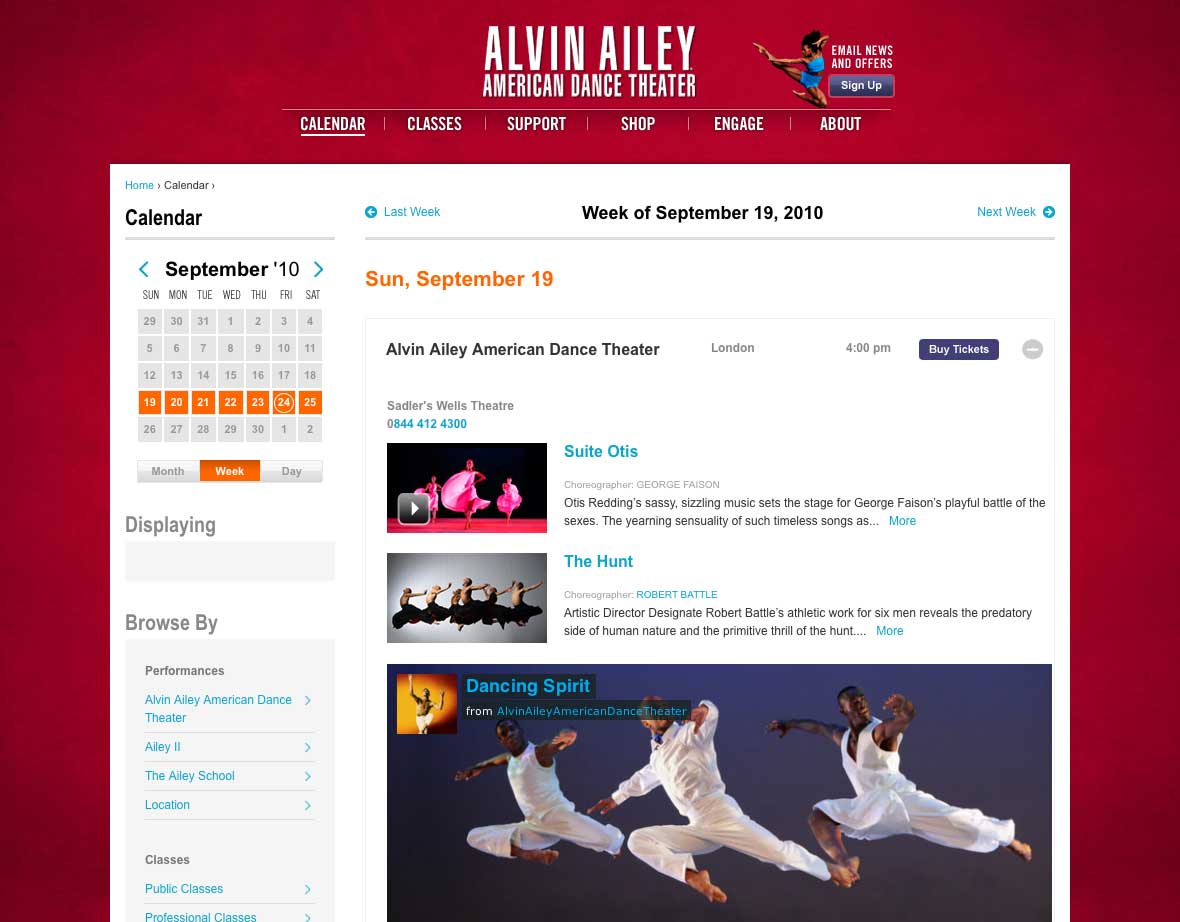 ALVIN AILEY
AMERICAN DANCE THEATER
EMAIL NEWS
AND OFFERS
Sign Up
CALENDAR CLASSES SUPPORT SHOP ENGAGE ABOUT
Home › Calendar ›
Calendar
Last Week Week of September 19, 2010 Next Week
September '10
SUN MON TUE WED THU FRI SAT
29 30 31 1 2 3 4
5 6 7 8 9 10 11
12 13 14 15 16 17 18
19 20 21 22 23 24 25
26 27 28 29 30 1 2
Month Week Day
Displaying
Browse By
Performances
Alvin Ailey American Dance
Theater
Ailey II
The Ailey School
Location
Classes
Public Classes
Professional Classes
Sun, September 19
Alvin Ailey American Dance Theater London 4:00 pm Buy Tickets
Sadler's Wells Theatre
0844 412 4300
Suite Otis
Choreographer: GEORGE FAISON
Otis Redding’s sassy, sizzling music sets the stage for George Faison’s playful battle of the
sexes. The yearning sensuality of such timeless songs as... More
The Hunt
Choreographer: ROBERT BATTLE
Artistic Director Designate Robert Battle’s athletic work for six men reveals the predatory
side of human nature and the primitive thrill of the hunt.... More
Dancing Spirit
from AlvinAileyAmericanDanceTheater